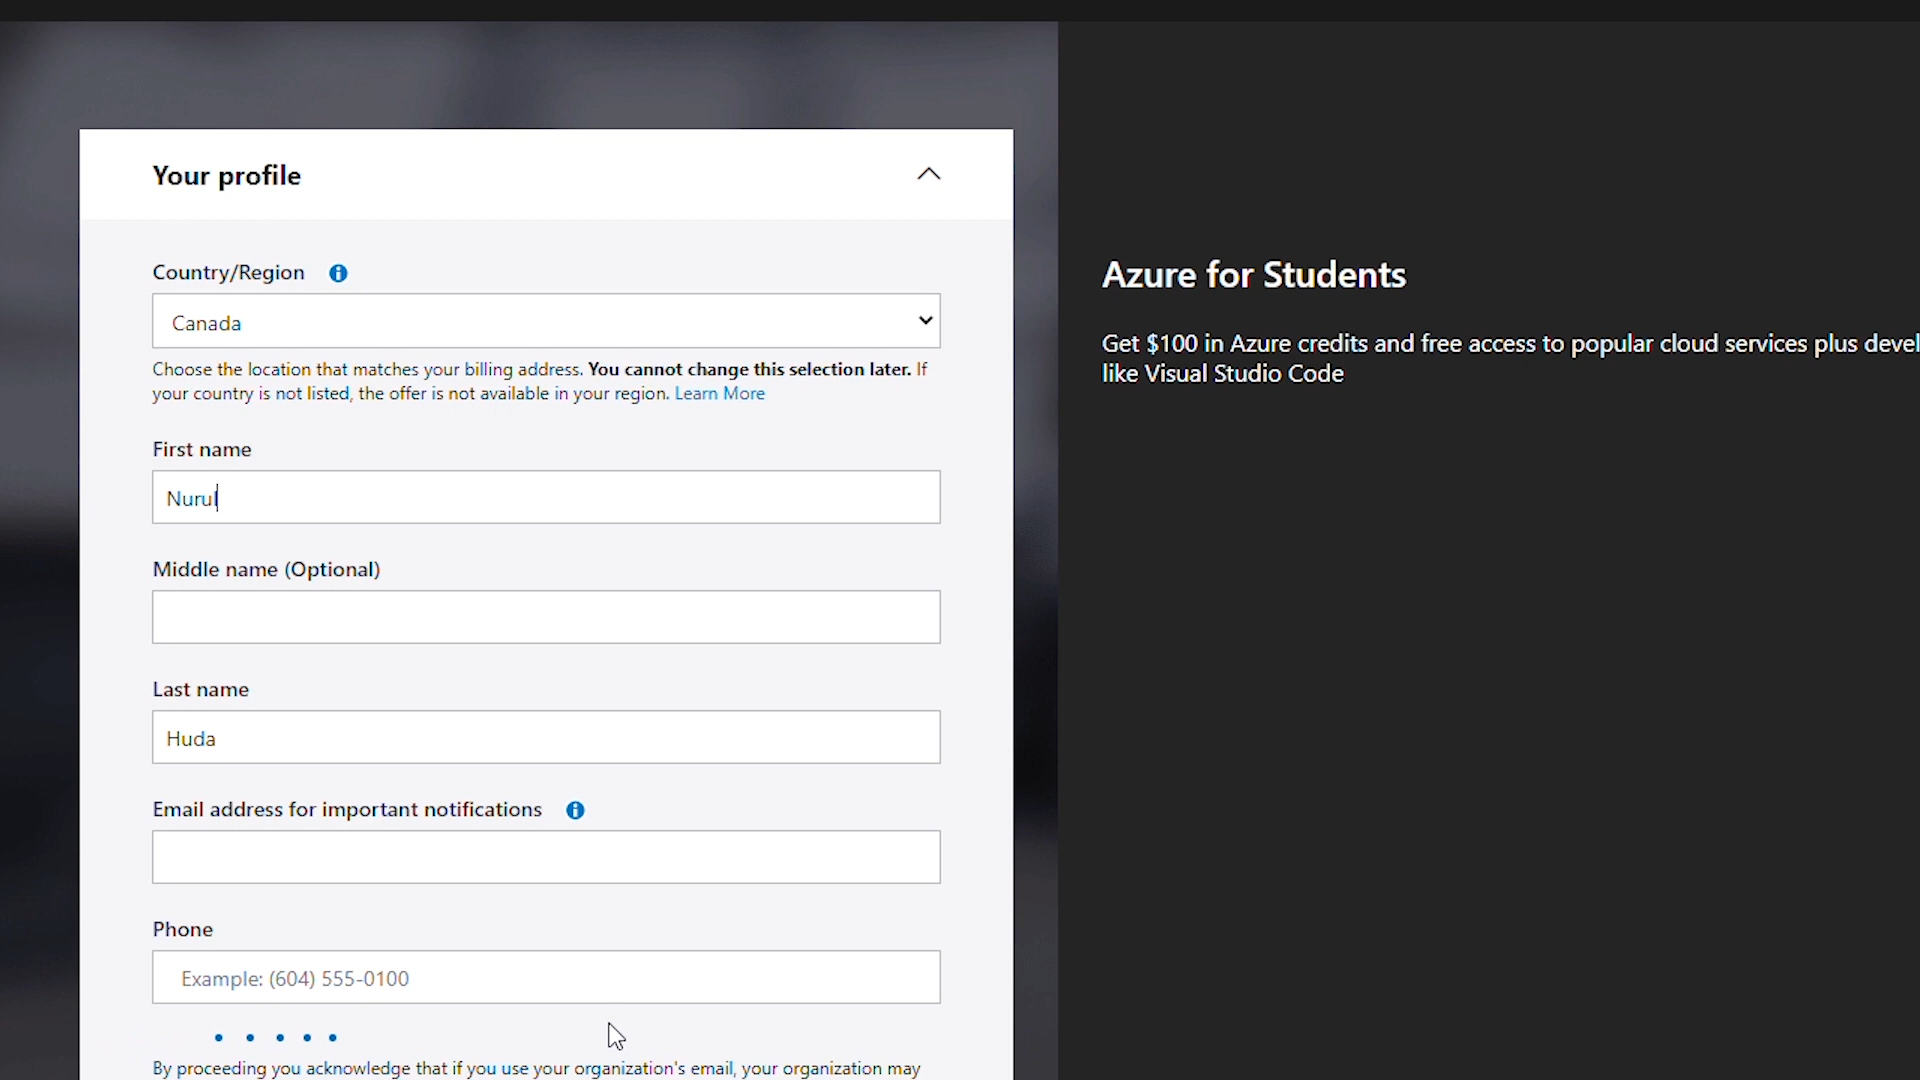 Your profile
Country/Region
Canada
Choose the location that matches your billing address. You cannot change this selection later. If
your country is not listed, the offer is not available in your region. Learn More
First name
Nurul
Middle name (Optional)
Last name
Huda
Email address for important notifications
Phone
Example: (604) 555-0100
By proceeding you acknowledge that if you use your organization's email, your organization may
Azure for Students
Get $100 in Azure credits and free access to popular cloud services plus devel
like Visual Studio Code